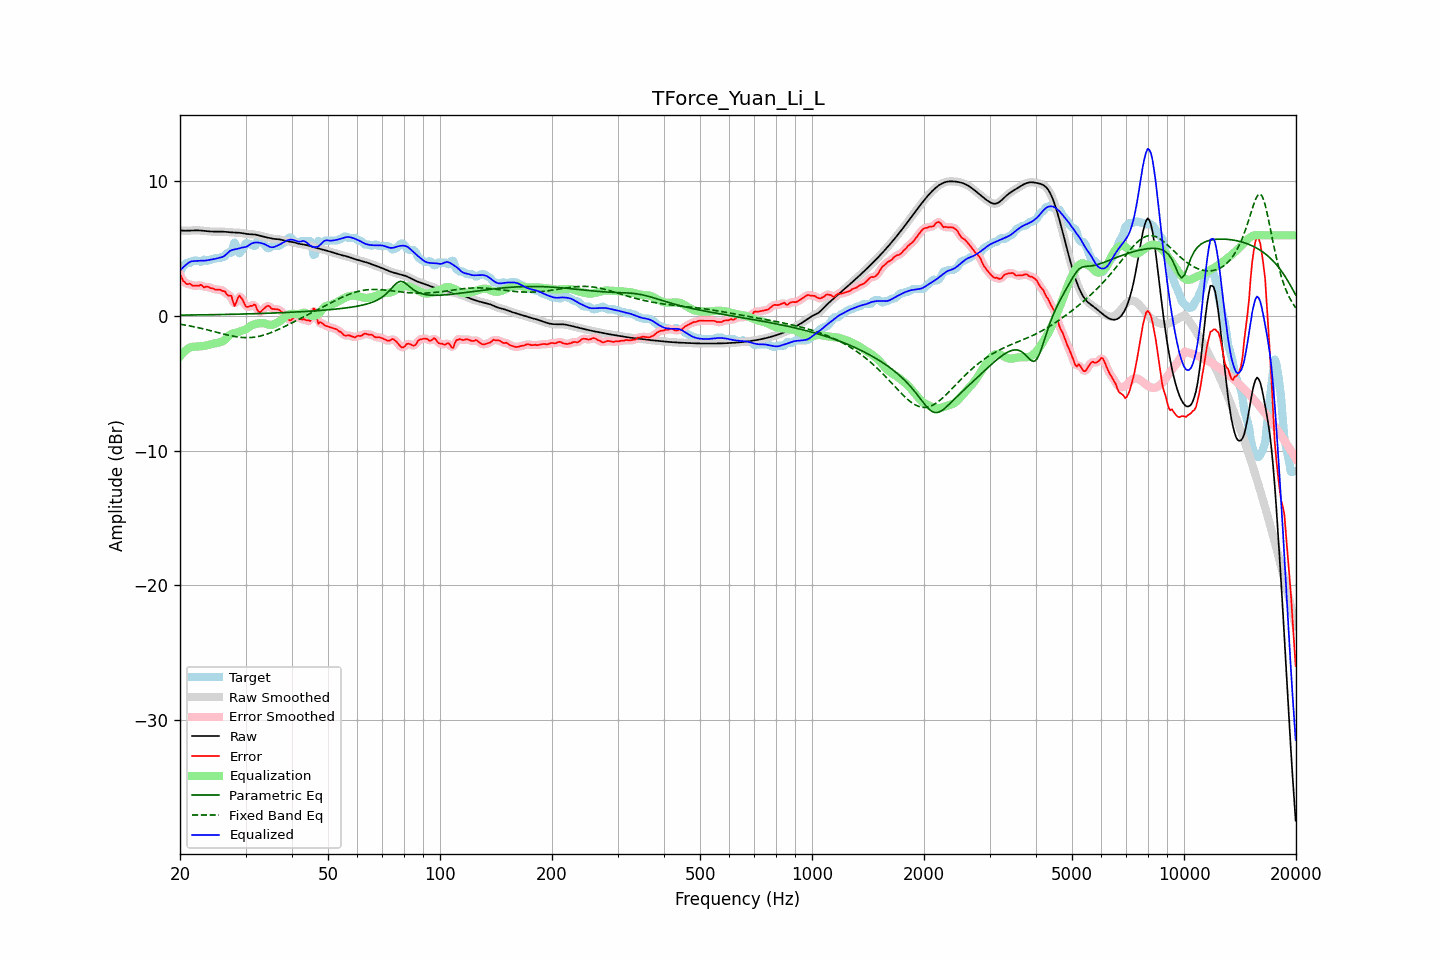 TForce_Yuan_Li_L
Amplitude (dBr)
10
0
−10
−20
−30
Target
Raw Smoothed
Error Smoothed
Raw
Error
Equalization
Parametric Eq
Fixed Band Eq
Equalized
20 50 100 200 500 1000 2000 5000 10000 20000
Frequency (Hz)